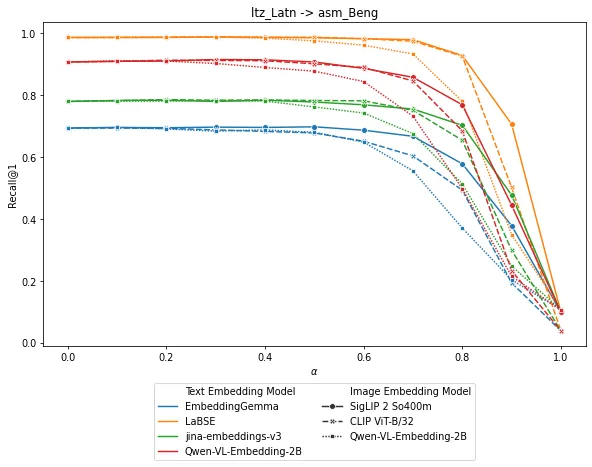 ltz_Latn -> asm_Beng
Recall@1
1.0
0.8
0.6
0.4
0.2
0.0
0.0 0.2 0.4 0.6 0.8 1.0
α
Text Embedding Model
EmbeddingGemma
LaBSE
jina-embeddings-v3
Qwen-VL-Embedding-2B
Image Embedding Model
SigLIP 2 So400m
CLIP ViT-B/32
Qwen-VL-Embedding-2B